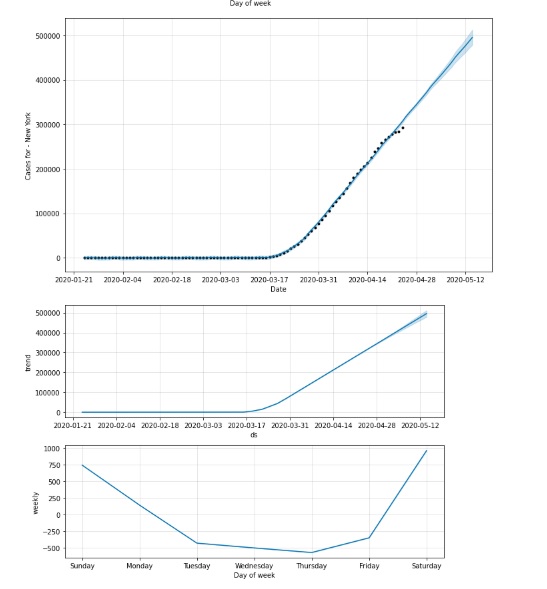 Day of week
500000
400000
300000
200000
100000
0
Cases for - New York
2020-01-21 2020-02-04 2020-02-18 2020-03-03 2020-03-17 2020-03-31 2020-04-14 2020-04-28 2020-05-12
Date
500000
400000
300000
200000
100000
0
trend
2020-01-21 2020-02-04 2020-02-18 2020-03-03 2020-03-17 2020-03-31 2020-04-14 2020-04-28 2020-05-12
ds
1000
750
500
250
0
−250
−500
weekly
Sunday Monday Tuesday Wednesday Thursday Friday Saturday
Day of week